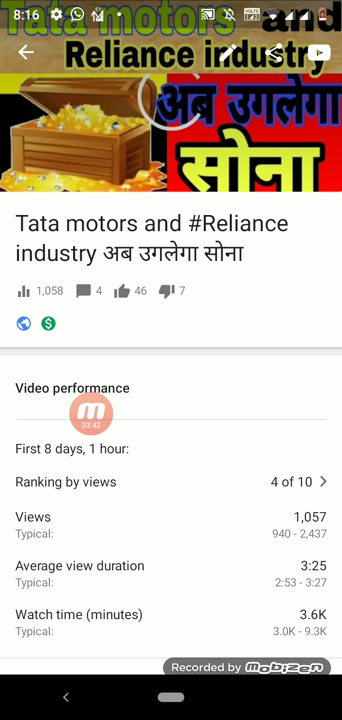 8:16
Tata motors and
Reliance industry
अब उगलेगा
सोना
Tata motors and #Reliance
industry अब उगलेगा सोना
1,058 4 46 7
Video performance
03:42
First 8 days, 1 hour:
Ranking by views 4 of 10
Views 1,057
Typical: 940 - 2,437
Average view duration 3:25
Typical: 2:53 - 3:27
Watch time (minutes) 3.6K
Typical: 3.0K - 9.3K
Recorded by mobizen